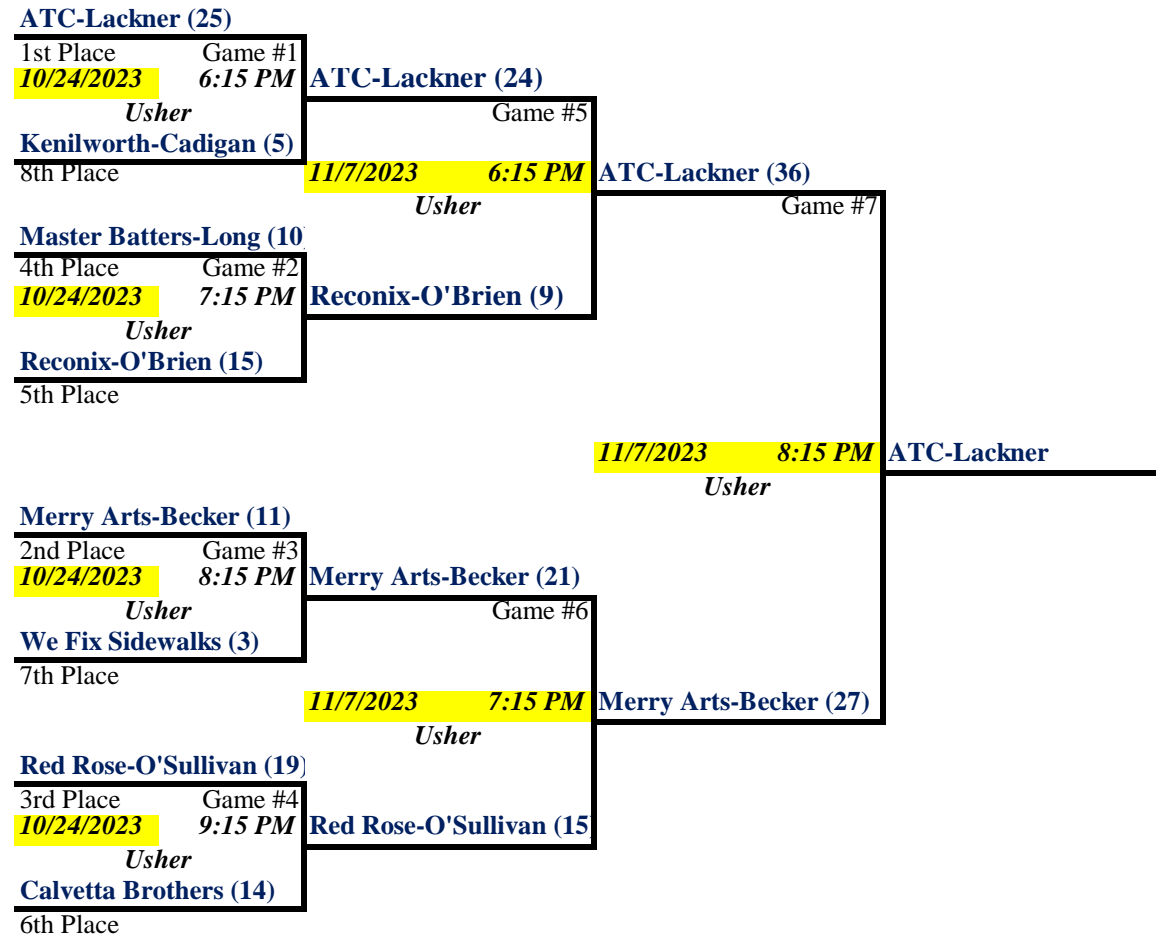 ATC-Lackner (25)
1st Place Game #1
10/24/2023 6:15 PM ATC-Lackner (24)
Usher Game #5
Kenilworth-Cadigan (5)
8th Place 11/7/2023 6:15 PM ATC-Lackner (36)
Usher Game #7
Master Batters-Long (10)
4th Place Game #2
10/24/2023 7:15 PM Reconix-O'Brien (9)
Usher
Reconix-O'Brien (15)
5th Place
11/7/2023 8:15 PM ATC-Lackner
Usher
Merry Arts-Becker (11)
2nd Place Game #3
10/24/2023 8:15 PM Merry Arts-Becker (21)
Usher Game #6
We Fix Sidewalks (3)
7th Place
11/7/2023 7:15 PM Merry Arts-Becker (27)
Usher
Red Rose-O'Sullivan (19)
3rd Place Game #4
10/24/2023 9:15 PM Red Rose-O'Sullivan (15
Usher
Calvetta Brothers (14)
6th Place